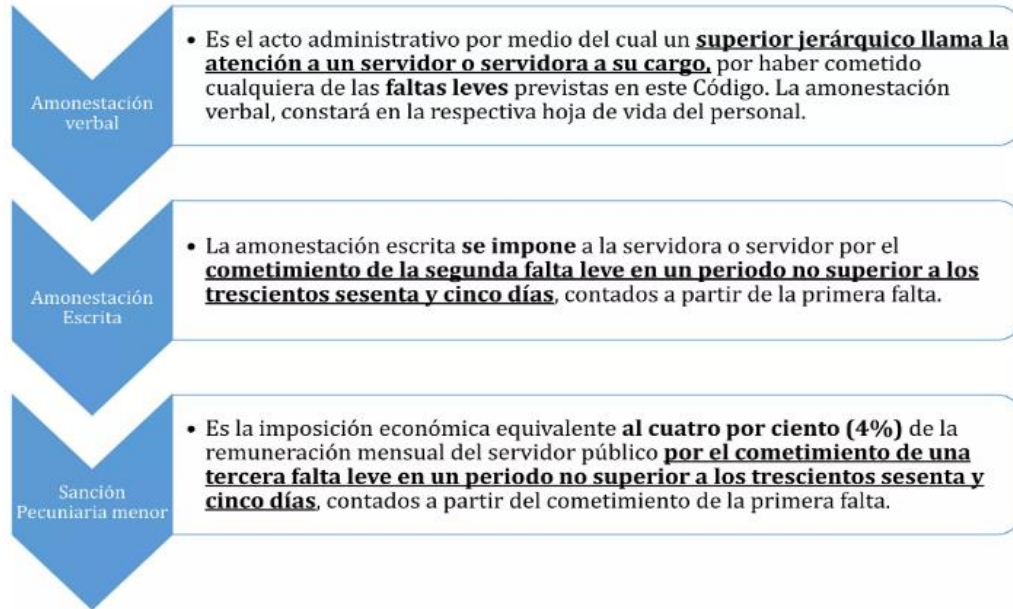 Amonestación
verbal
• Es el acto administrativo por medio del cual un superior jerárquico llama la
atención a un servidor o servidora a su cargo, por haber cometido
cualquiera de las faltas leves previstas en este Código. La amonestación
verbal, constará en la respectiva hoja de vida del personal.
Amonestación
Escrita
• La amonestación escrita se impone a la servidora o servidor por el
cometimiento de la segunda falta leve en un periodo no superior a los
trescientos sesenta y cinco días, contados a partir de la primera falta.
Sanción
Pecuniaria menor
• Es la imposición económica equivalente al cuatro por ciento (4%) de la
remuneración mensual del servidor público por el cometimiento de una
tercera falta leve en un periodo no superior a los trescientos sesenta y
cinco días, contados a partir del cometimiento de la primera falta.